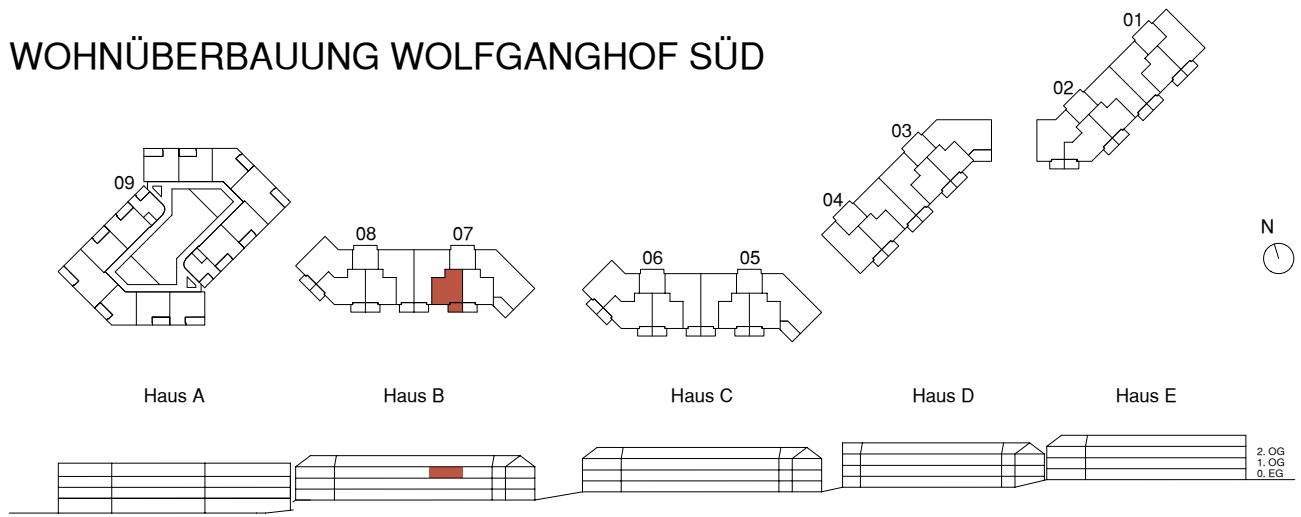 WOHNÜBERBAUUNG WOLFGANGHOF SÜD
01
02
03
04
09
08
07
06
05
N
Haus A
Haus B
Haus C
Haus D
Haus E
2. OG
1. OG
0. EG